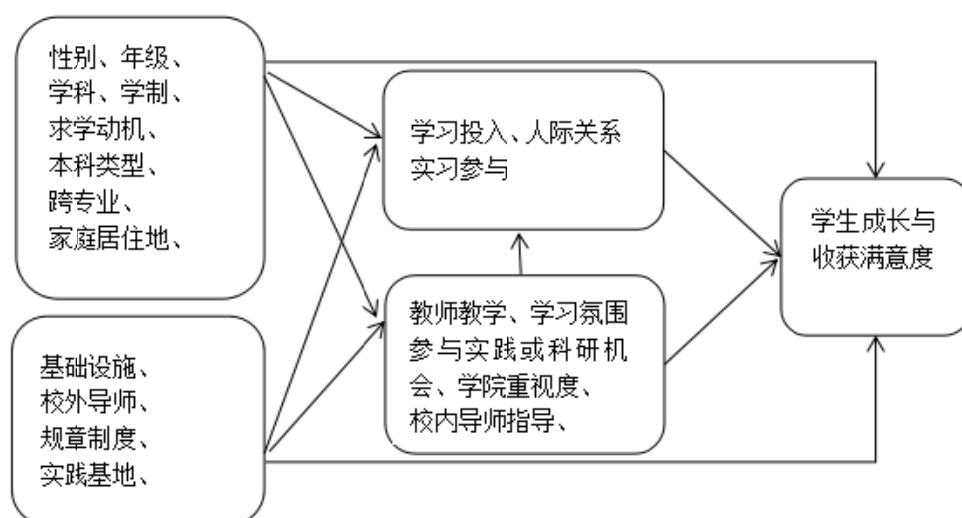 性别、年级、
学科、学制、
求学动机、
本科类型、
跨专业、
家庭居住地、
基础设施、
校外导师、
规章制度、
实践基地、
学习投入、人际关系
实习参与
教师教学、学习氛围
参与实践或科研机
会、学院重视度、
校内导师指导、
学生成长与
收获满意度